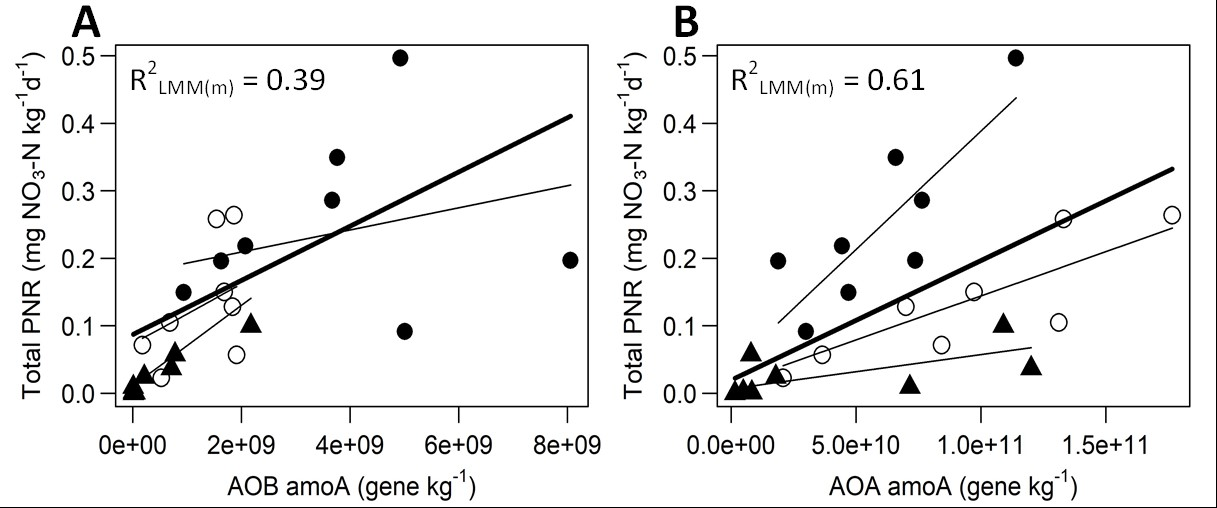 A
R²LMM(m) = 0.39
Total PNR (mg NO₃-N kg⁻¹d⁻¹)
0.5
0.4
0.3
0.2
0.1
0.0
0e+00 2e+09 4e+09 6e+09 8e+09
AOB amoA (gene kg⁻¹)
B
R²LMM(m) = 0.61
Total PNR (mg NO₃-N kg⁻¹d⁻¹)
0.5
0.4
0.3
0.2
0.1
0.0
0.0e+00 5.0e+10 1.0e+11 1.5e+11
AOA amoA (gene kg⁻¹)